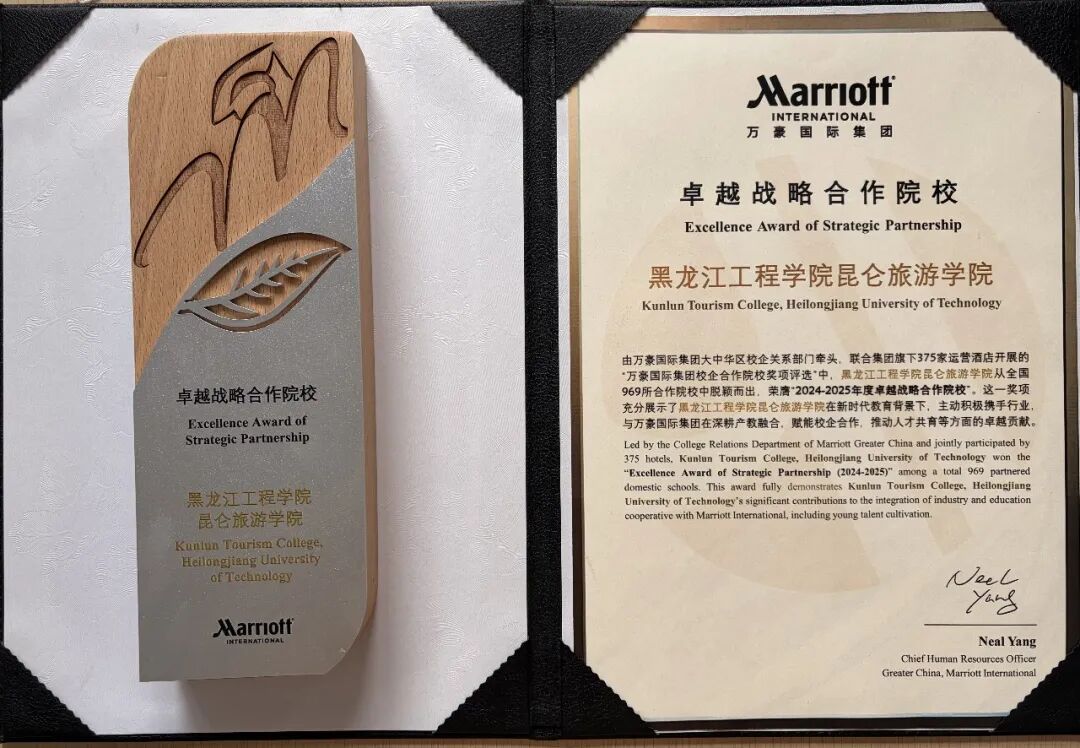 卓越战略合作院校
Excellence Award of
Strategic Partnership
黑龙江工程学院
昆仑旅游学院
Kunlun Tourism College,
Heilongjiang University
of Technology
Marriott
INTERNATIONAL
Marriott
INTERNATIONAL
万豪国际集团
卓越战略合作院校
Excellence Award of Strategic Partnership
黑龙江工程学院昆仑旅游学院
Kunlun Tourism College, Heilongjiang University of Technology
由万豪国际集团大中华区校企关系部门牵头，联合集团旗下375家运营酒店开展的
“万豪国际集团校企合作院校奖项评选”中，黑龙江工程学院昆仑旅游学院从全国
969所合作院校中脱颖而出，荣膺“2024-2025年度卓越战略合作院校”。这一奖项
充分展示了黑龙江工程学院昆仑旅游学院在新时代教育背景下，主动积极携手行业，
与万豪国际集团在深耕产教融合，赋能校企合作，推动人才共育等方面的卓越贡献。
Led by the College Relations Department of Marriott Greater China and jointly participated by
375 hotels, Kunlun Tourism College, Heilongjiang University of Technology won the
“Excellence Award of Strategic Partnership (2024-2025)” among a total 969 partnered
domestic schools. This award fully demonstrates Kunlun Tourism College, Heilongjiang
University of Technology's significant contributions to the integration of industry and education
cooperative with Marriott International, including young talent cultivation.
Neal
Yang
Neal Yang
Chief Human Resources Officer
Greater China, Marriott International